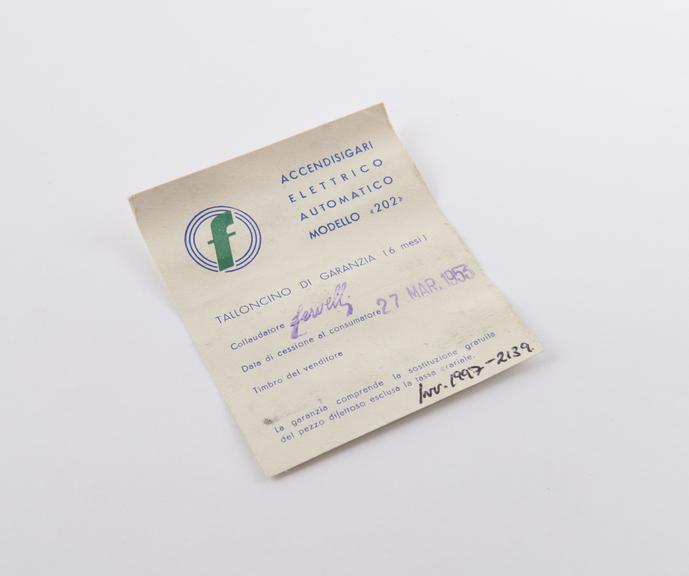 ACCENDISIGARI
ELETTRICO
AUTOMATICO
MODELLO «202»
f
TALLONCINO DI GARANZIA (6 mesi)
Collaudatore
Data di cessione al consumatore 27 MAR. 1953
Timbro del venditore
La garanzia comprende la sostituzione gratuita
del pezzo difettoso esclusa la tassa erariale.
Inv. 1997-2139